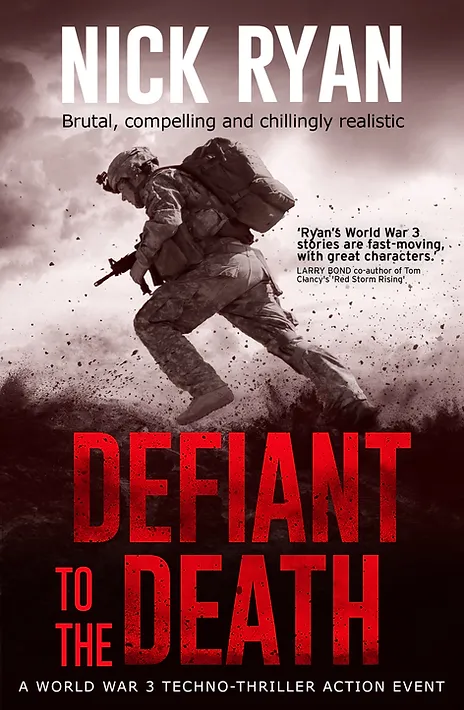 NICK RYAN
Brutal, compelling and chillingly realistic
'Ryan's World War 3
stories are fast-moving,
with great characters.'
LARRY BOND co-author of Tom
Clancy's 'Red Storm Rising'
DEFIANT
TO THE DEATH
A WORLD WAR 3 TECHNO-THRILLER ACTION EVENT